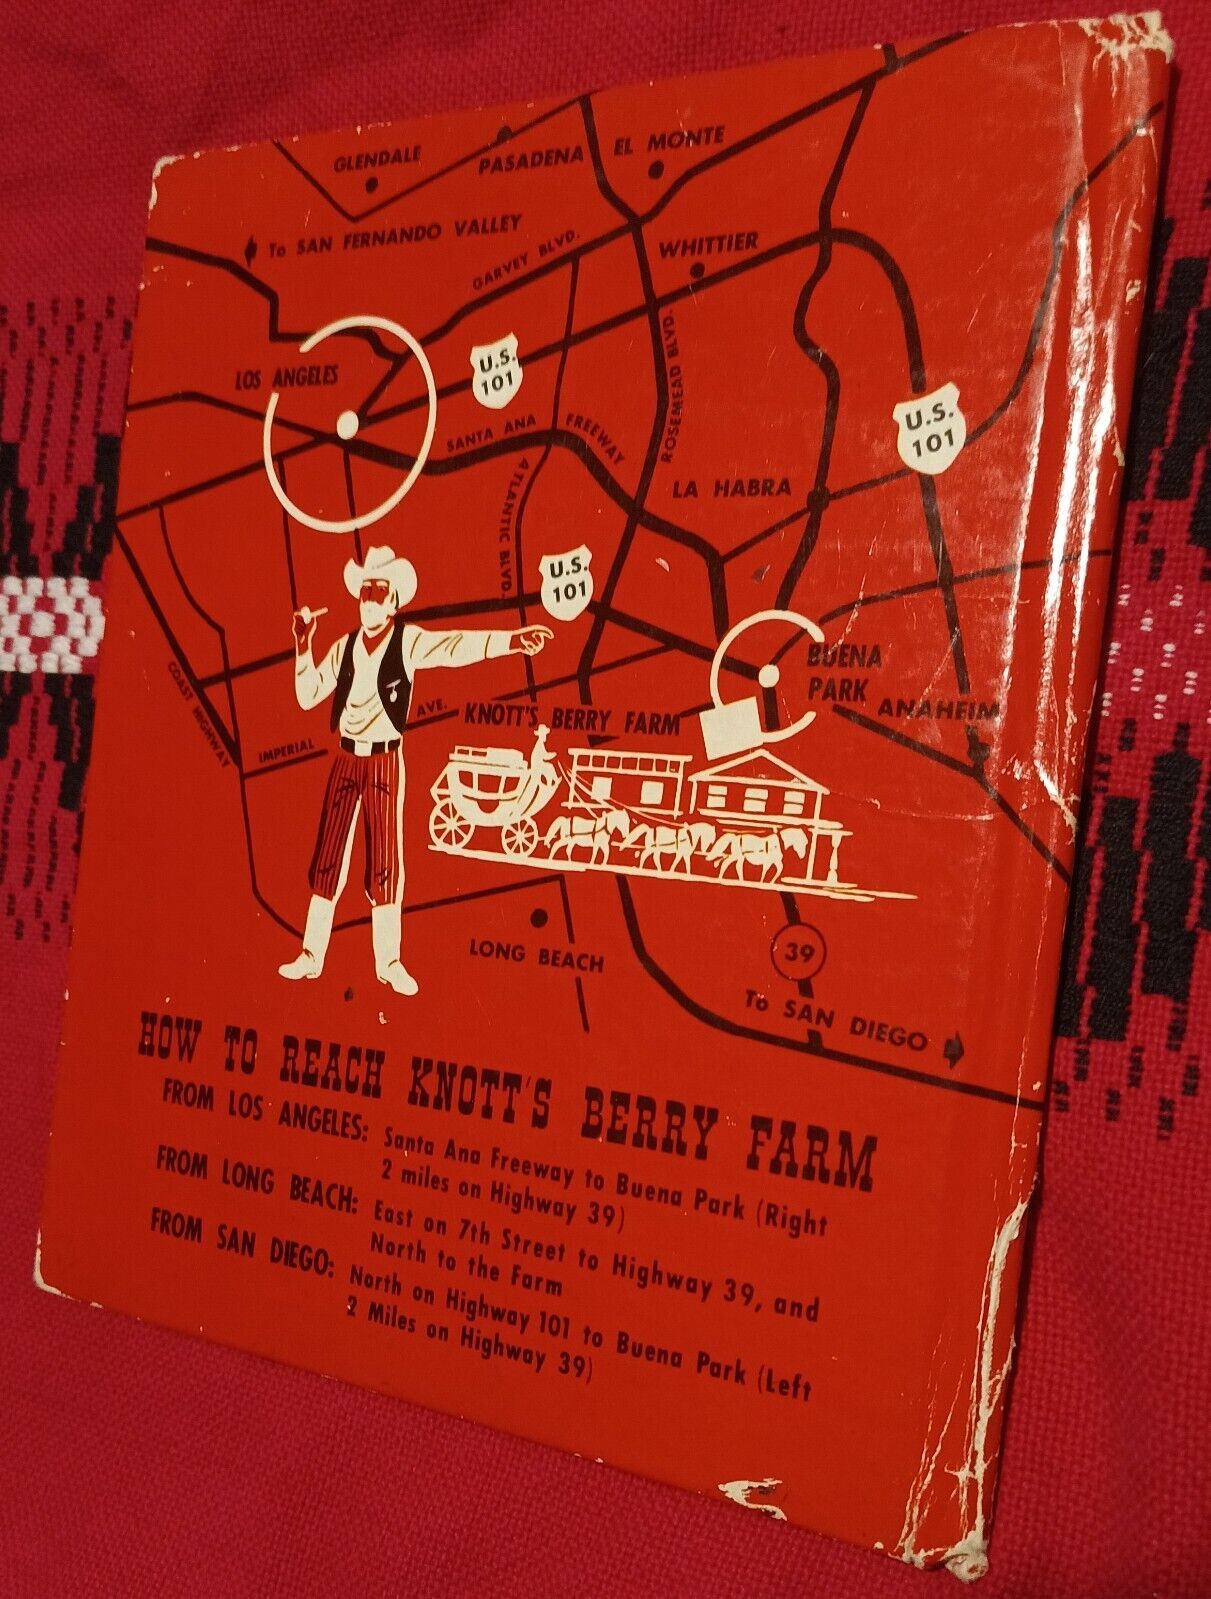 GLENDALE
PASADENA
EL MONTE
To SAN FERNANDO VALLEY
GARVEY BLVD.
WHITTIER
LOS ANGELES
U.S.
101
ROSEMEAD BLVD.
U.S.
101
SANTA ANA FREEWAY
ATLANTIC BLVD.
LA HABRA
U.S.
101
BUENA
PARK
ANAHEIM
COAST HIGHWAY
IMPERIAL AVE.
KNOTT'S BERRY FARM
LONG BEACH
39
To SAN DIEGO
HOW TO REACH KNOTT'S BERRY FARM
FROM LOS ANGELES: Santa Ana Freeway to Buena Park (Right
2 miles on Highway 39)
FROM LONG BEACH: East on 7th Street to Highway 39, and
North to the Farm
FROM SAN DIEGO: North on Highway 101 to Buena Park (Left
2 Miles on Highway 39)